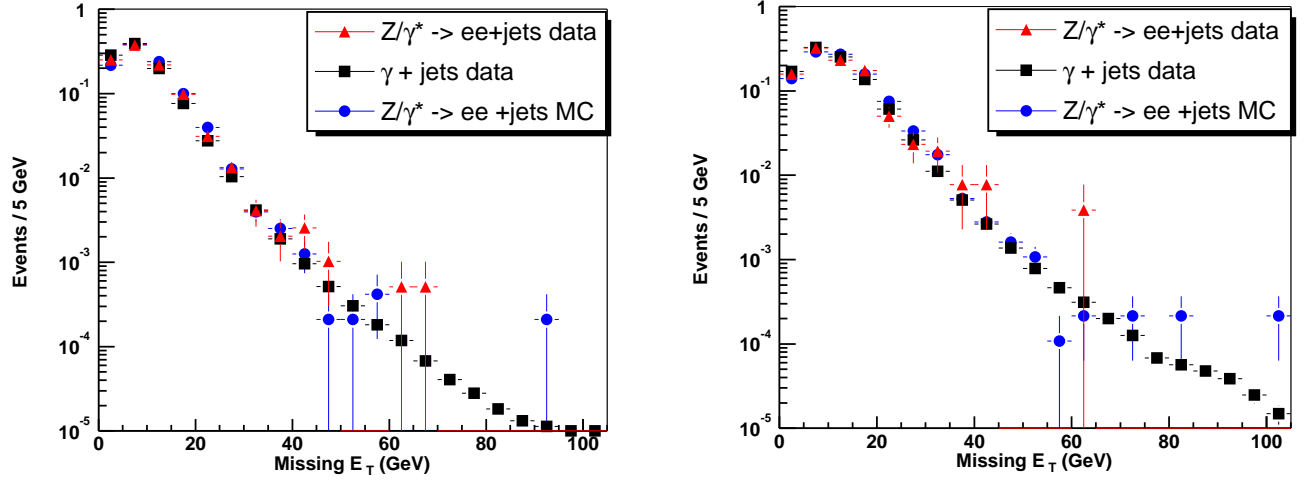 Z/γ* -> ee+jets data
γ + jets data
Z/γ* -> ee +jets MC
Events / 5 GeV
1
10^-1
10^-2
10^-3
10^-4
10^-5
0 20 40 60 80 100
Missing E_T (GeV)
Z/γ* -> ee+jets data
γ + jets data
Z/γ* -> ee +jets MC
Events / 5 GeV
1
10^-1
10^-2
10^-3
10^-4
10^-5
0 20 40 60 80 100
Missing E_T (GeV)